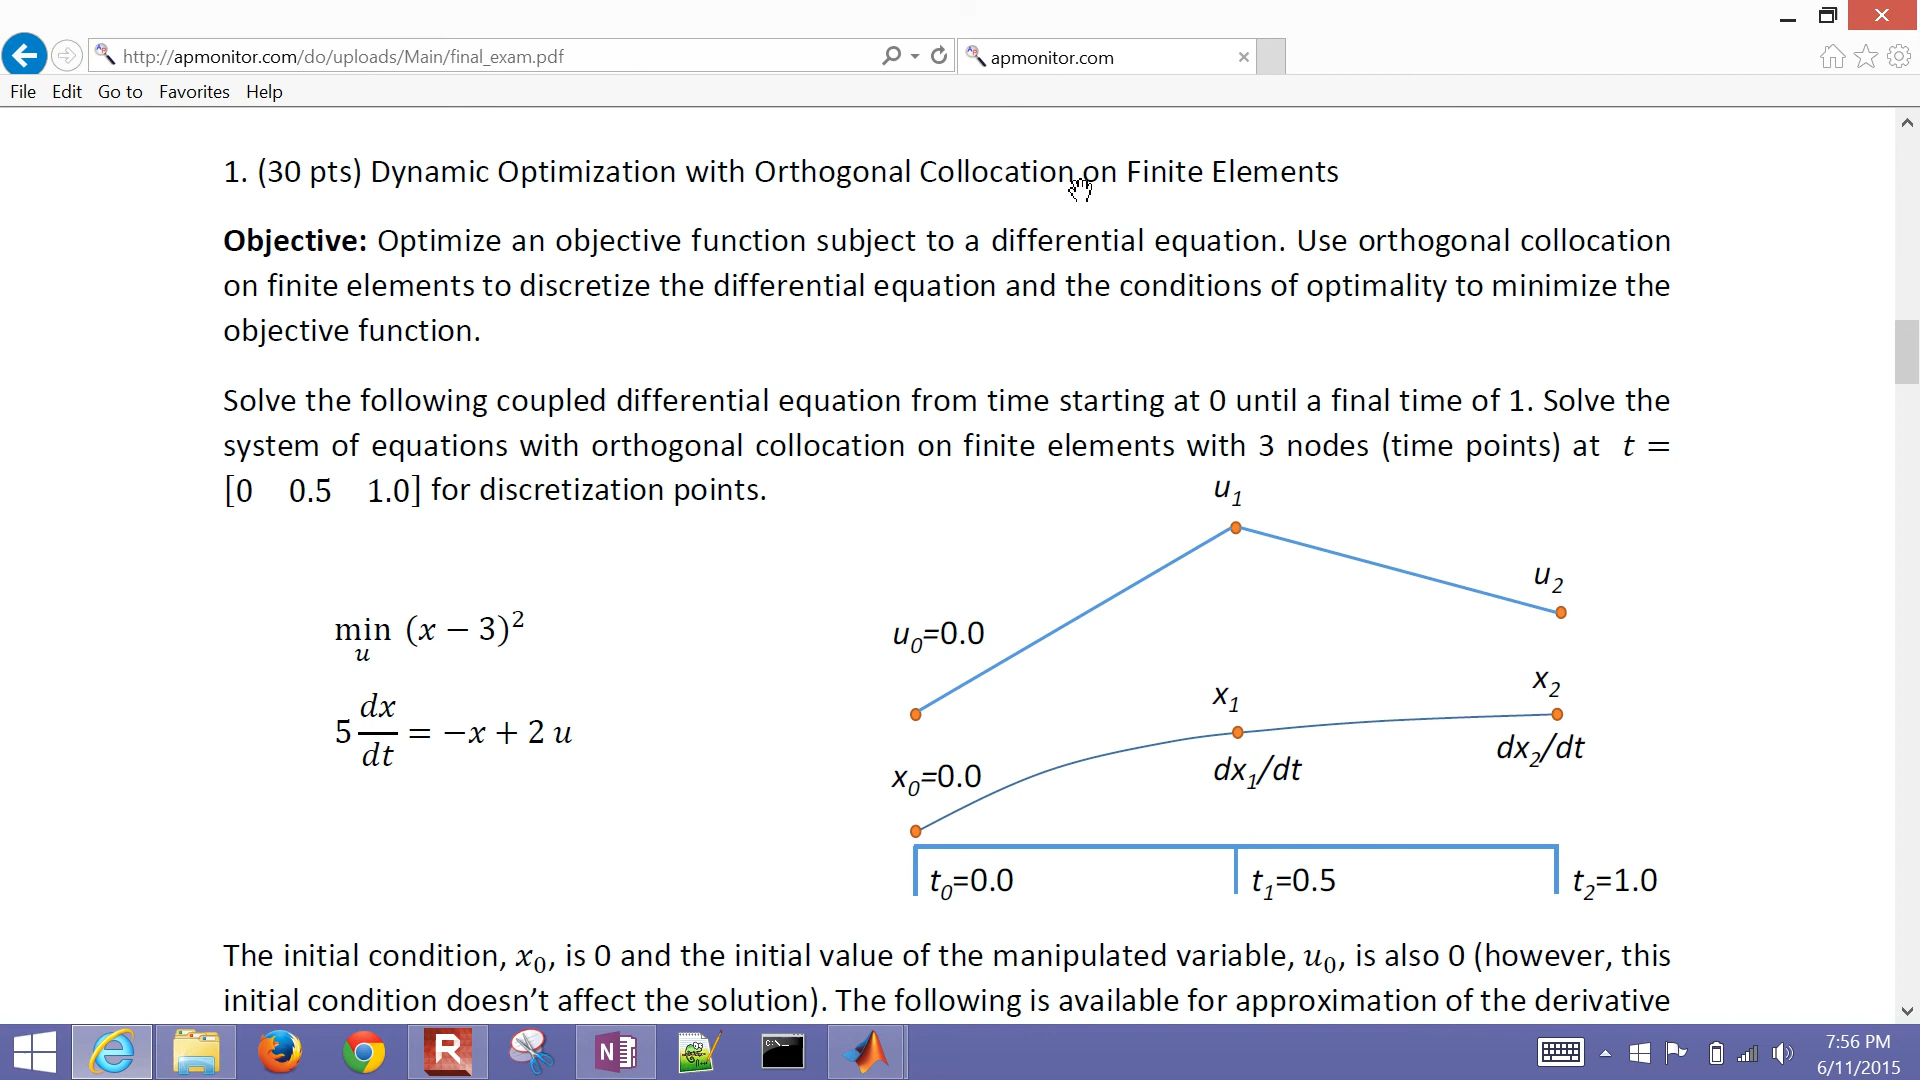 http://apmonitor.com/do/uploads/Main/final_exam.pdf
apmonitor.com
File Edit Go to Favorites Help
1. (30 pts) Dynamic Optimization with Orthogonal Collocation on Finite Elements
Objective: Optimize an objective function subject to a differential equation. Use orthogonal collocation
on finite elements to discretize the differential equation and the conditions of optimality to minimize the
objective function.
Solve the following coupled differential equation from time starting at 0 until a final time of 1. Solve the
system of equations with orthogonal collocation on finite elements with 3 nodes (time points) at t =
[0 0.5 1.0] for discretization points.
u₁
u₂
min (x − 3)²
u
u₀=0.0
x₂
x₁
5 dx/dt = −x + 2 u
dx₂/dt
dx₁/dt
x₀=0.0
t₀=0.0
t₁=0.5
t₂=1.0
The initial condition, x₀, is 0 and the initial value of the manipulated variable, u₀, is also 0 (however, this
initial condition doesn't affect the solution). The following is available for approximation of the derivative
R
N
C:\_
7:56 PM
6/11/2015